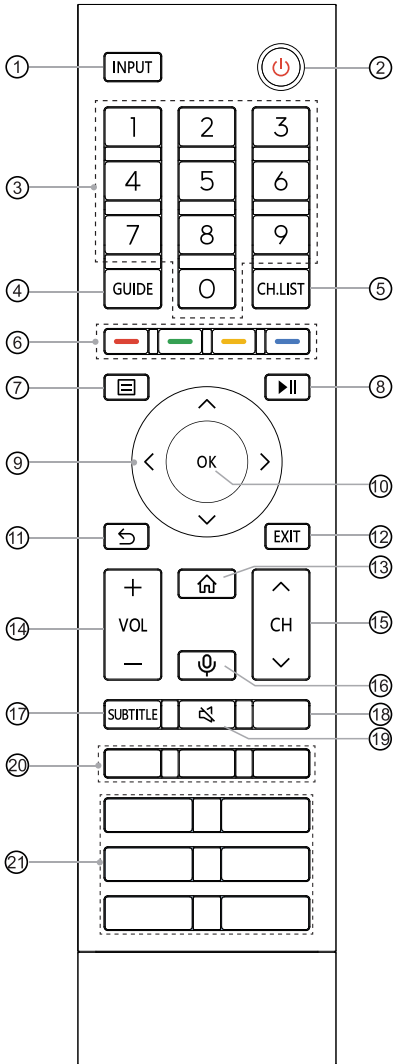 ① INPUT ②
1 2 3
③ 4 5 6
7 8 9
④ GUIDE 0 CH.LIST ⑤
⑥
⑦ ⑧
⑨ OK
⑩
⑪ EXIT ⑫
⑬
+
⑭ VOL CH ⑮
—
⑯
⑰ SUBTITLE ⑱
⑲
⑳
㉑